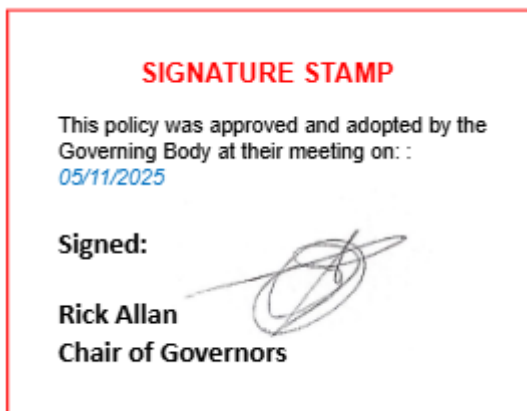 SIGNATURE STAMP
This policy was approved and adopted by the
Governing Body at their meeting on: :
05/11/2025
Signed:
Rick Allan
Chair of Governors